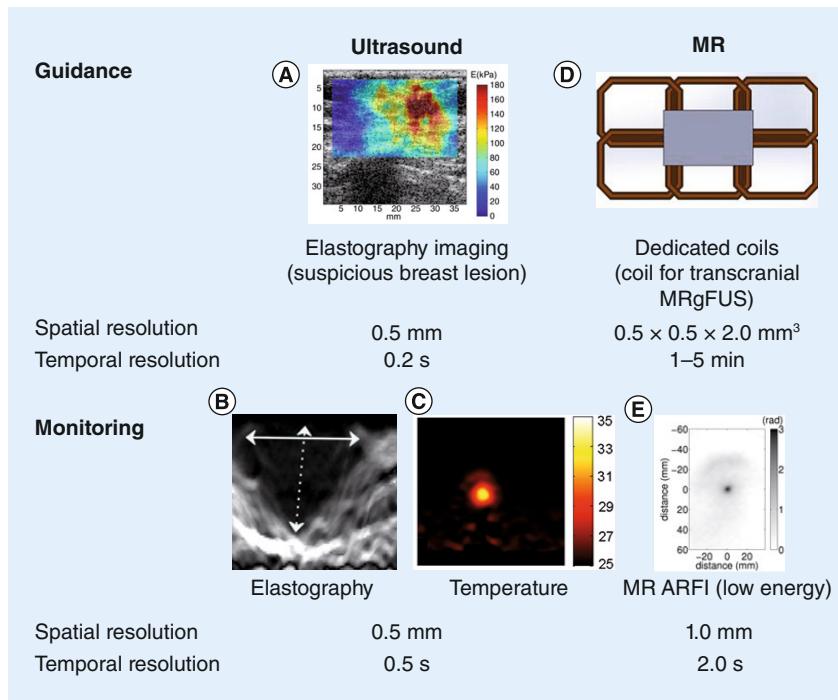 Ultrasound
MR
Guidance
A
E(kPa)
180
160
140
120
100
80
60
40
20
0
5
10
15
20
25
30
5 10 15 20 25 30 35
mm
D
Elastography imaging
(suspicious breast lesion)
Dedicated coils
(coil for transcranial
MRgFUS)
Spatial resolution
0.5 mm
0.5 × 0.5 × 2.0 mm³
Temporal resolution
0.2 s
1–5 min
Monitoring
B
C
35
33
31
29
27
25
E
(rad)
3
2
1
0
distance (mm)
-60
-40
-20
0
20
40
60
-20 0 20
distance (mm)
Elastography
Temperature
MR ARFI (low energy)
Spatial resolution
0.5 mm
1.0 mm
Temporal resolution
0.5 s
2.0 s